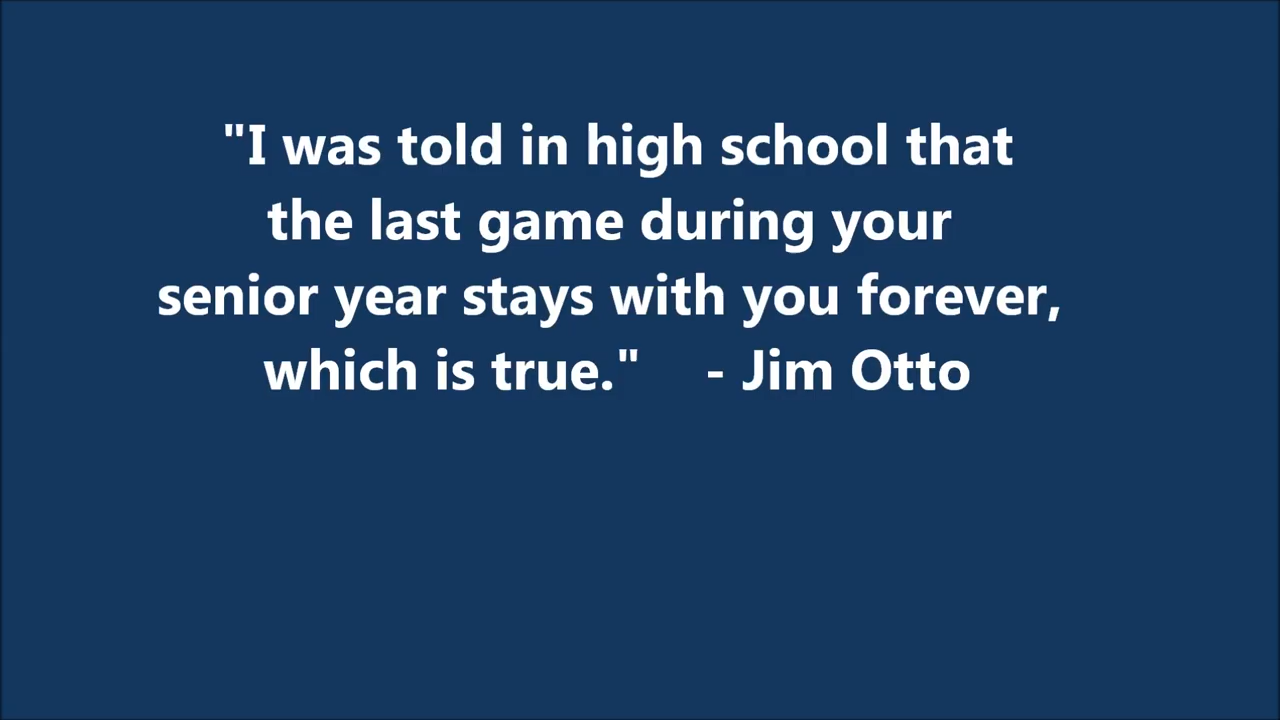 "I was told in high school that
the last game during your
senior year stays with you forever,
which is true."    - Jim Otto